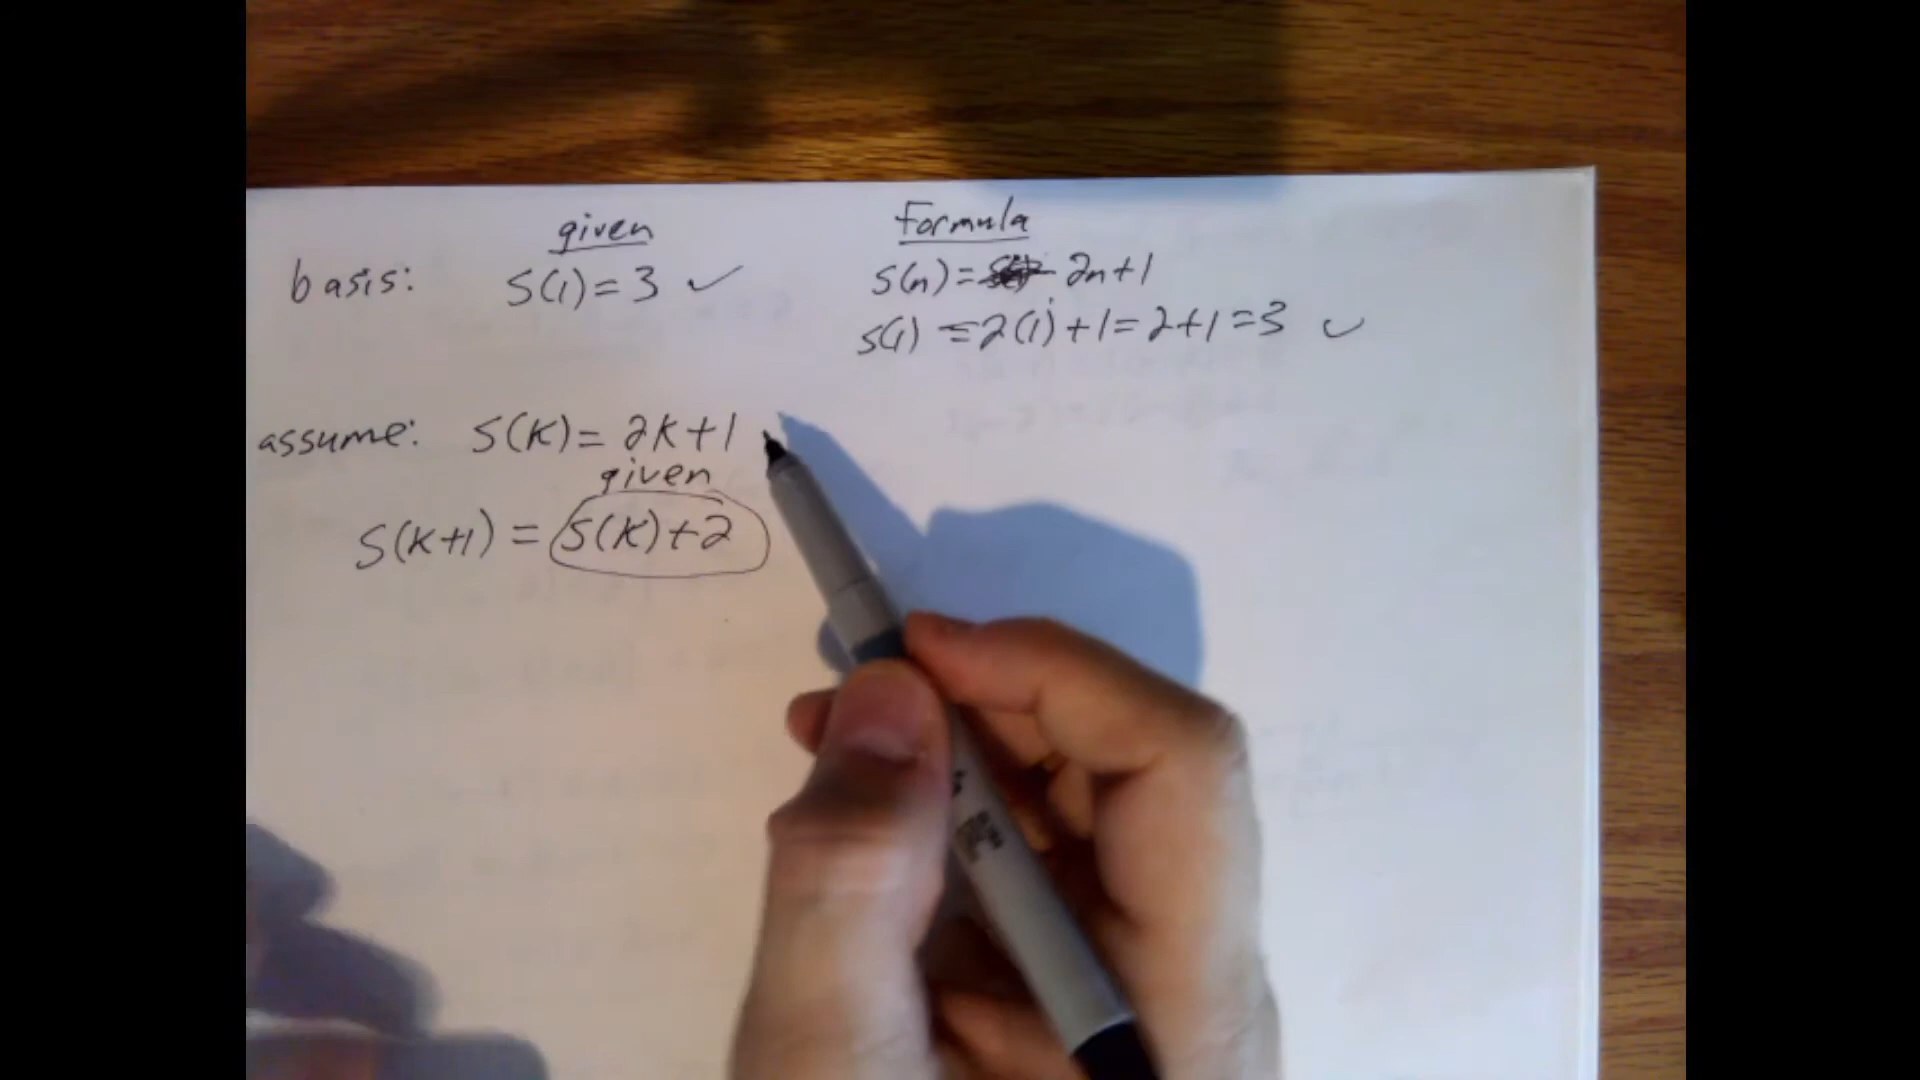 given Formula
basis: S(1)=3 ✓ S(n)= 2n+1
S(1) = 2(1)+1=2+1=3 ✓
assume: S(K)= 2K+1
given
S(K+1) = S(K)+2